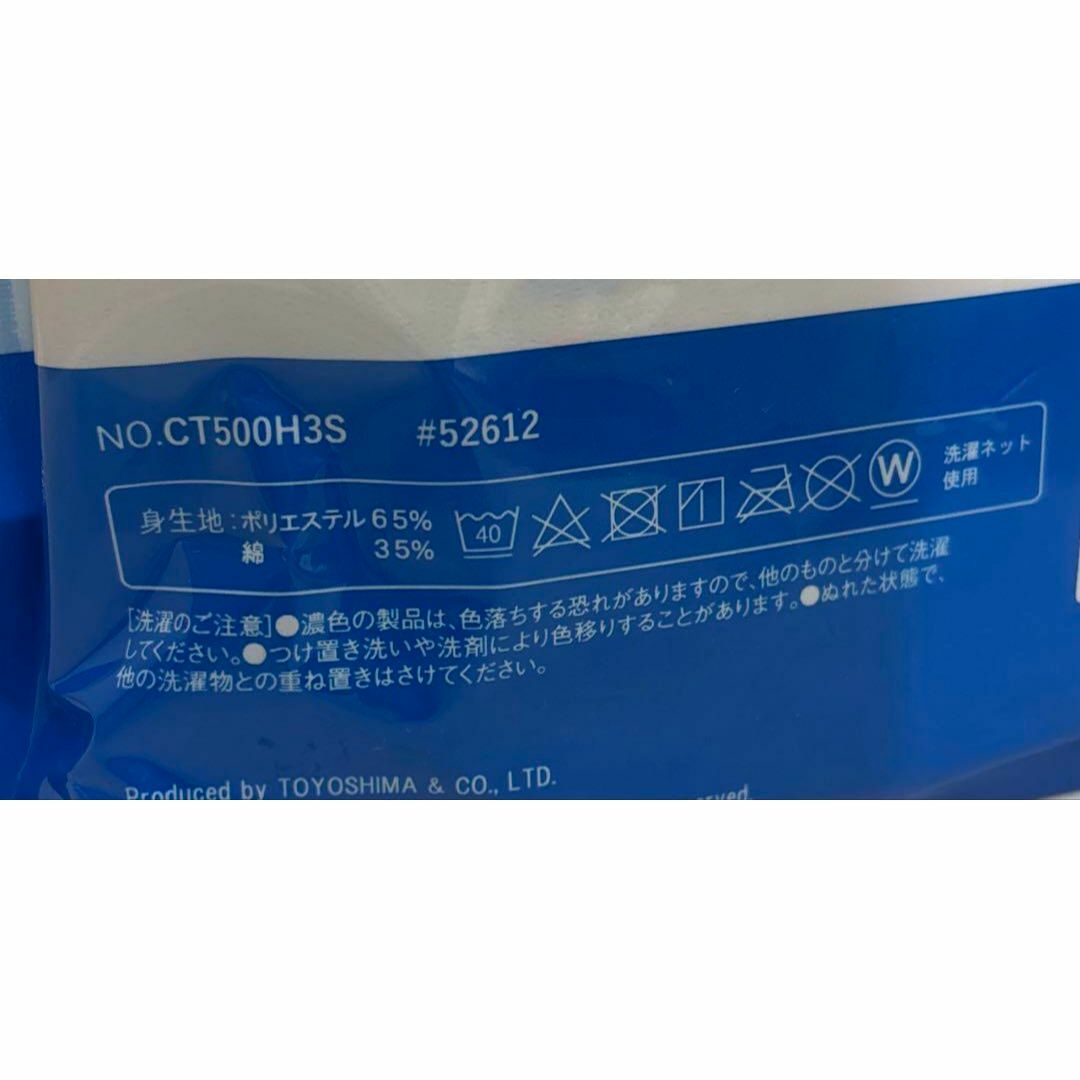 NO.CT500H3S #52612
身生地:ポリエステル65%
綿 35%
40
W
洗濯ネット
使用
[洗濯のご注意]●濃色の製品は、色落ちする恐れがありますので、他のものと分けて洗濯
してください。●つけ置き洗いや洗剤により色移りすることがあります。●ぬれた状態で、
他の洗濯物との重ね置きはさけてください。
Produced by TOYOSHIMA & CO., LTD.